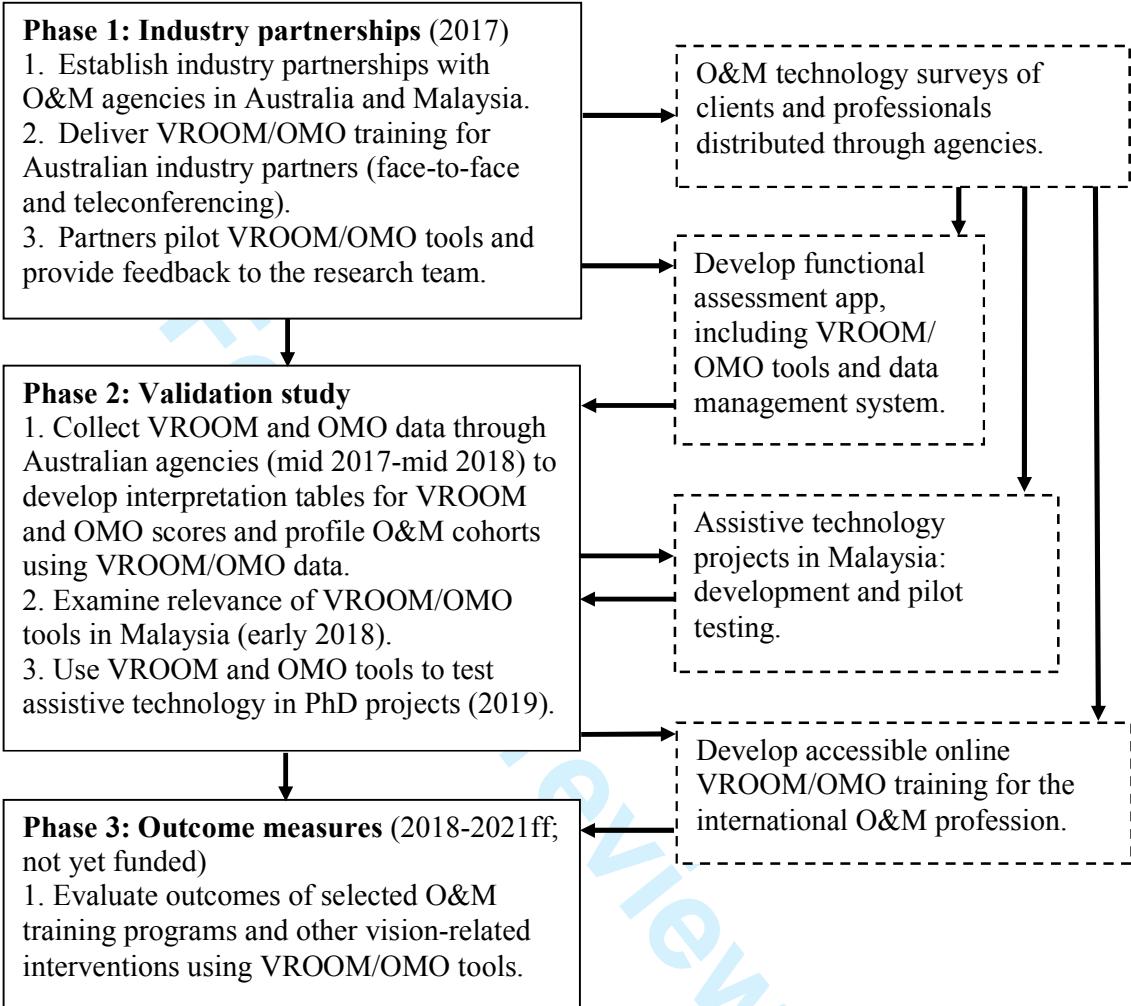 Phase 1: Industry partnerships (2017)
1. Establish industry partnerships with
O&M agencies in Australia and Malaysia.
2. Deliver VROOM/OMO training for
Australian industry partners (face-to-face
and teleconferencing).
3. Partners pilot VROOM/OMO tools and
provide feedback to the research team.
O&M technology surveys of
clients and professionals
distributed through agencies.
Develop functional
assessment app,
including VROOM/
OMO tools and data
management system.
Phase 2: Validation study
1. Collect VROOM and OMO data through
Australian agencies (mid 2017-mid 2018) to
develop interpretation tables for VROOM
and OMO scores and profile O&M cohorts
using VROOM/OMO data.
2. Examine relevance of VROOM/OMO
tools in Malaysia (early 2018).
3. Use VROOM and OMO tools to test
assistive technology in PhD projects (2019).
Assistive technology
projects in Malaysia:
development and pilot
testing.
Develop accessible online
VROOM/OMO training for the
international O&M profession.
Phase 3: Outcome measures (2018-2021ff;
not yet funded)
1. Evaluate outcomes of selected O&M
training programs and other vision-related
interventions using VROOM/OMO tools.